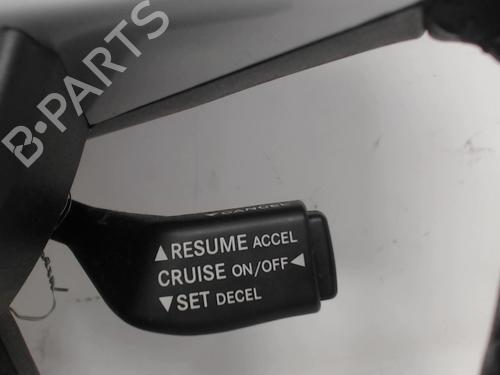 B-PARTS
▼CANCEL
▲RESUME ACCEL
CRUISE ON/OFF◀
▼SET DECEL